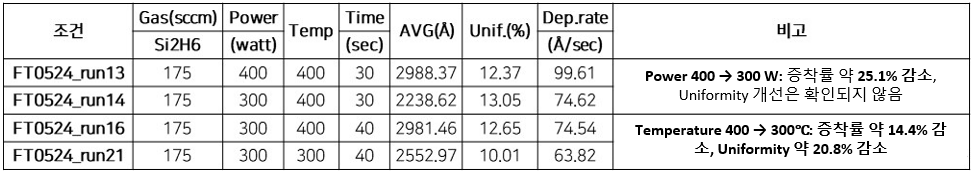 조건 Gas(sccm) Power Temp Time AVG(Å) Unif.(%) Dep.rate 비고
Si2H6 (watt) (sec) (Å/sec)
FT0524_run13 175 400 400 30 2988.37 12.37 99.61
FT0524_run14 175 300 400 30 2238.62 13.05 74.62
Power 400 → 300 W: 증착률 약 25.1% 감소,
Uniformity 개선은 확인되지 않음
FT0524_run16 175 300 400 40 2981.46 12.65 74.54
FT0524_run21 175 300 300 40 2552.97 10.01 63.82
Temperature 400 → 300℃: 증착률 약 14.4% 감
소, Uniformity 약 20.8% 감소